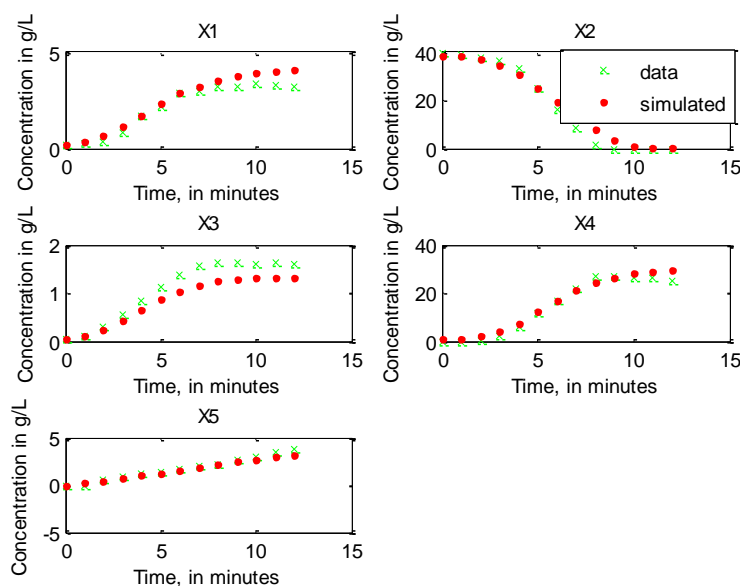 X1
Concentration in g/L
5
0
0 5 10 15
Time, in minutes
X2
Concentration in g/L
40
20
0
0 5 10 15
Time, in minutes
data
simulated
X3
Concentration in g/L
2
1
0
0 5 10 15
Time, in minutes
X4
Concentration in g/L
40
20
0
0 5 10 15
Time, in minutes
X5
Concentration in g/L
5
0
-5
0 5 10 15
Time, in minutes